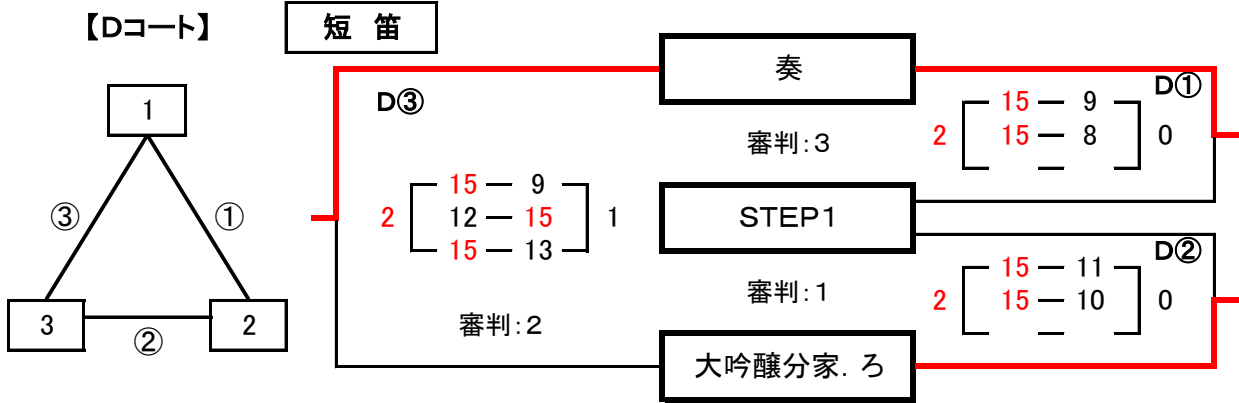 【Dコート】
短 笛
1
③
①
3
②
2
D③
2
15 ― 9
12 ― 15
15 ― 13
1
審判:2
奏
審判:3
STEP1
審判:1
大吟醸分家.ろ
D①
2
15 ― 9
15 ― 8
―
0
D②
2
15 ― 11
15 ― 10
―
0